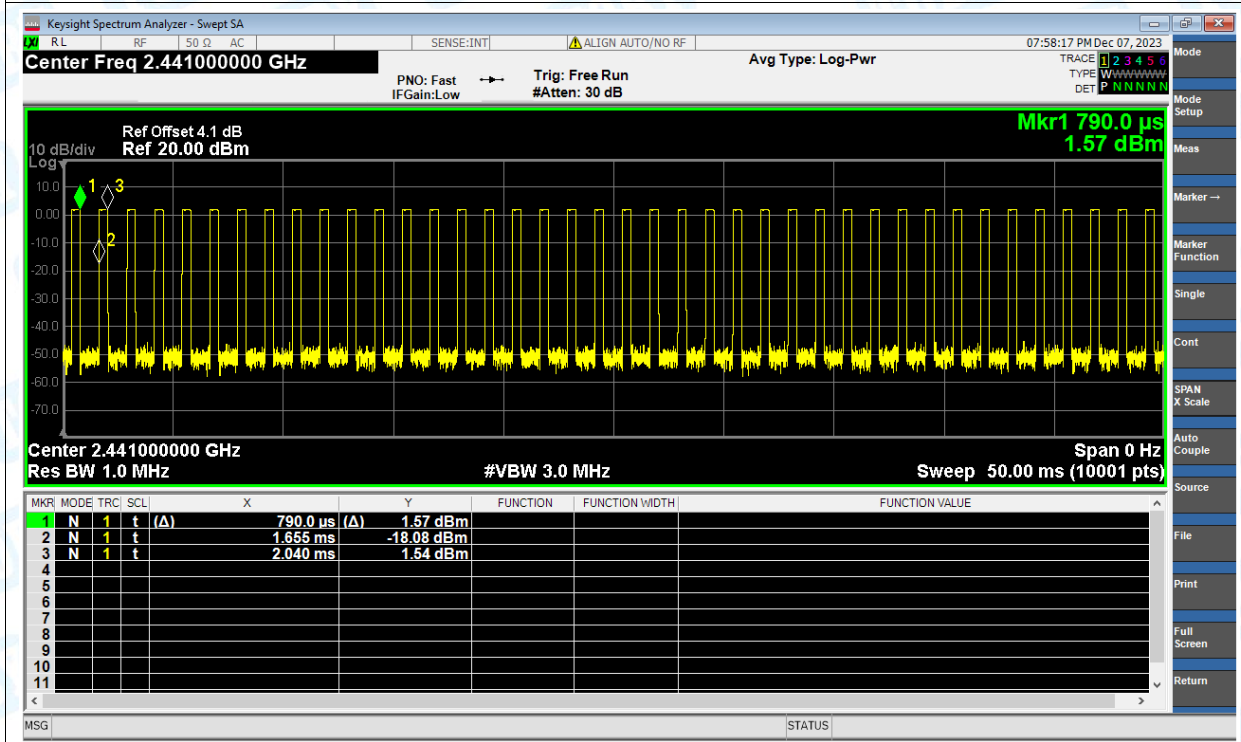 Keysight Spectrum Analyzer - Swept SA
LXI RL RF 50 Ω AC SENSE:INT ALIGN AUTO/NO RF 07:58:17 PM Dec 07, 2023
Center Freq 2.441000000 GHz
PNO: Fast
IFGain:Low
Trig: Free Run
#Atten: 30 dB
Avg Type: Log-Pwr
TRACE 1 2 3 4 5 6
TYPE WWWWWW
DET P N N N N N
Mkr1 790.0 µs
1.57 dBm
Ref Offset 4.1 dB
10 dB/div Ref 20.00 dBm
Log
10.0
0.00
-10.0
-20.0
-30.0
-40.0
-50.0
-60.0
-70.0
1
3
2
Center 2.441000000 GHz Span 0 Hz
Res BW 1.0 MHz #VBW 3.0 MHz Sweep 50.00 ms (10001 pts)
MKR MODE TRC SCL X Y FUNCTION FUNCTION WIDTH FUNCTION VALUE
1 N 1 t (Δ) 790.0 µs (Δ) 1.57 dBm
2 N 1 t 1.655 ms -18.08 dBm
3 N 1 t 2.040 ms 1.54 dBm
4
5
6
7
8
9
10
11
MSG STATUS
Mode
Mode
Setup
Meas
Marker→
Marker
Function
Single
Cont
SPAN
X Scale
Auto
Couple
Source
File
Print
Full
Screen
Return